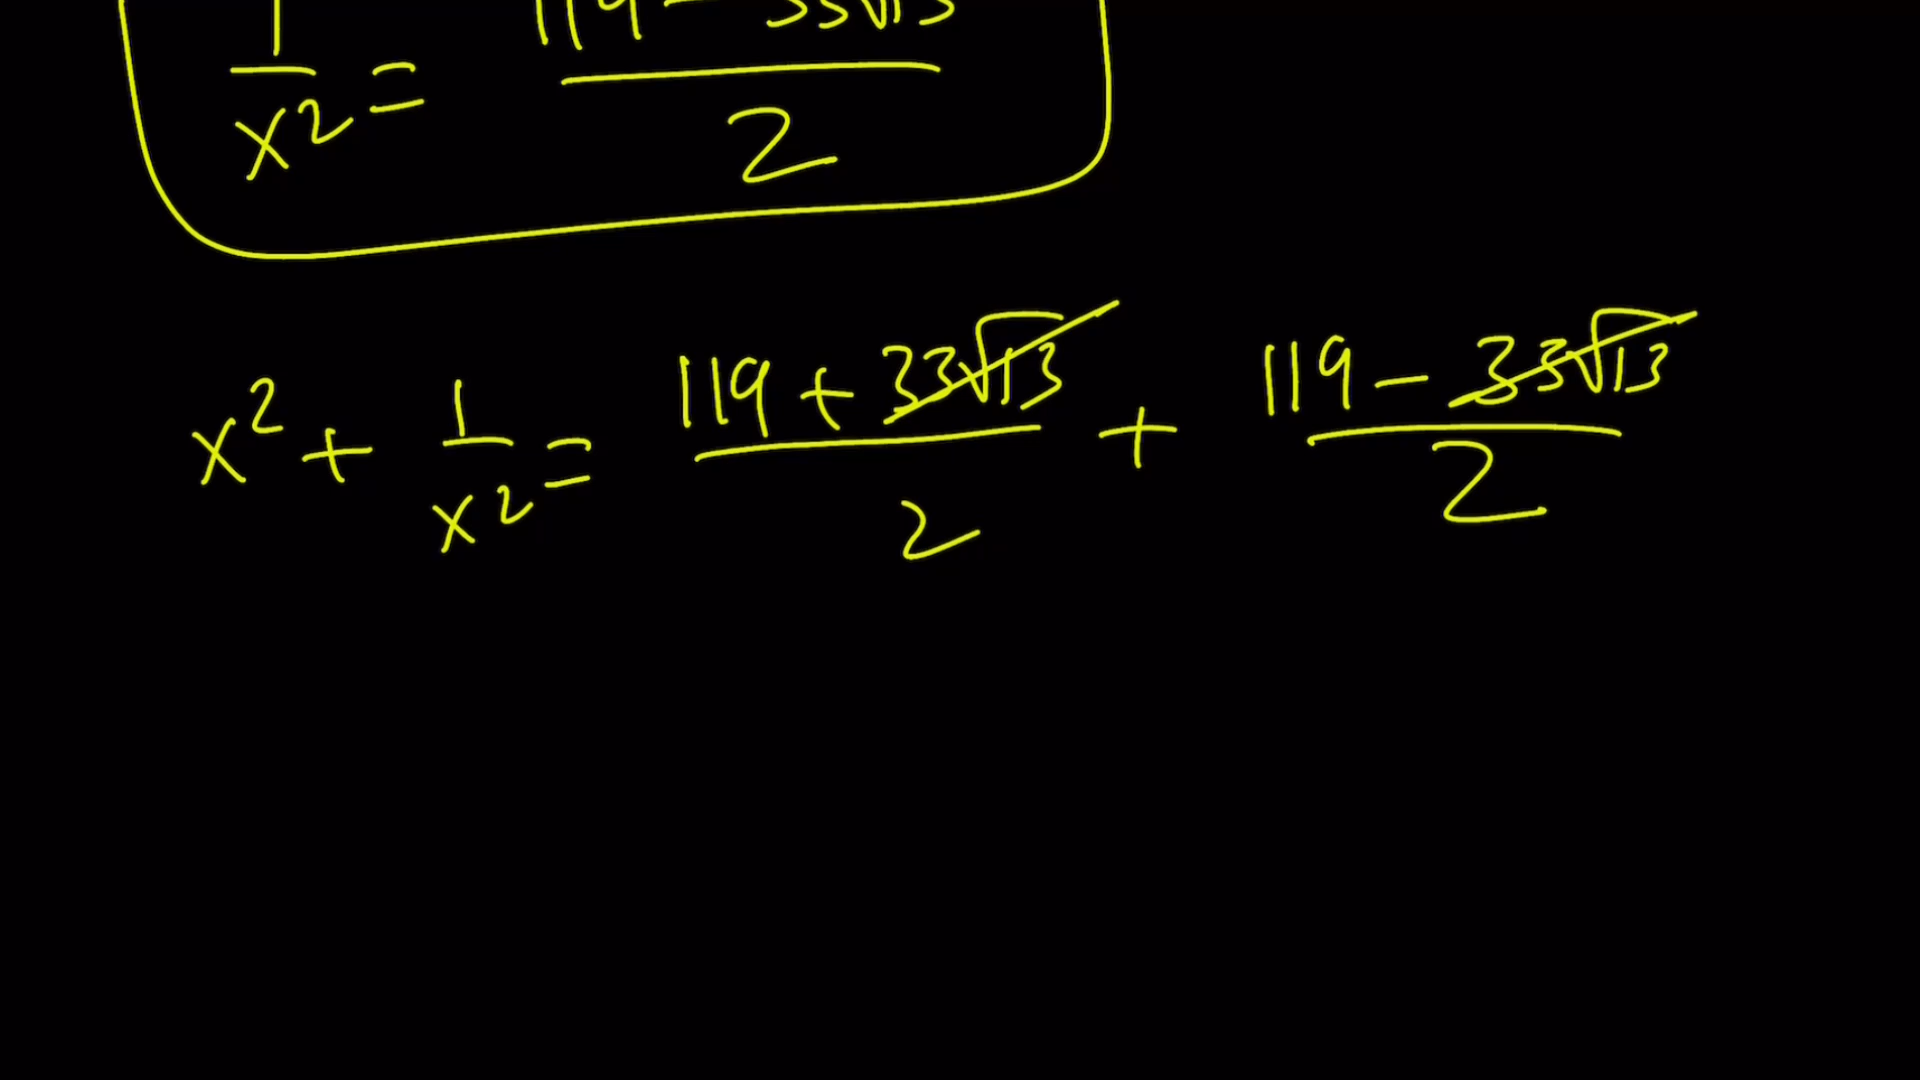 1/x² = (119 - 33√13)/2
x² + 1/x² = (119 + 33√13)/2 + (119 - 33√13)/2